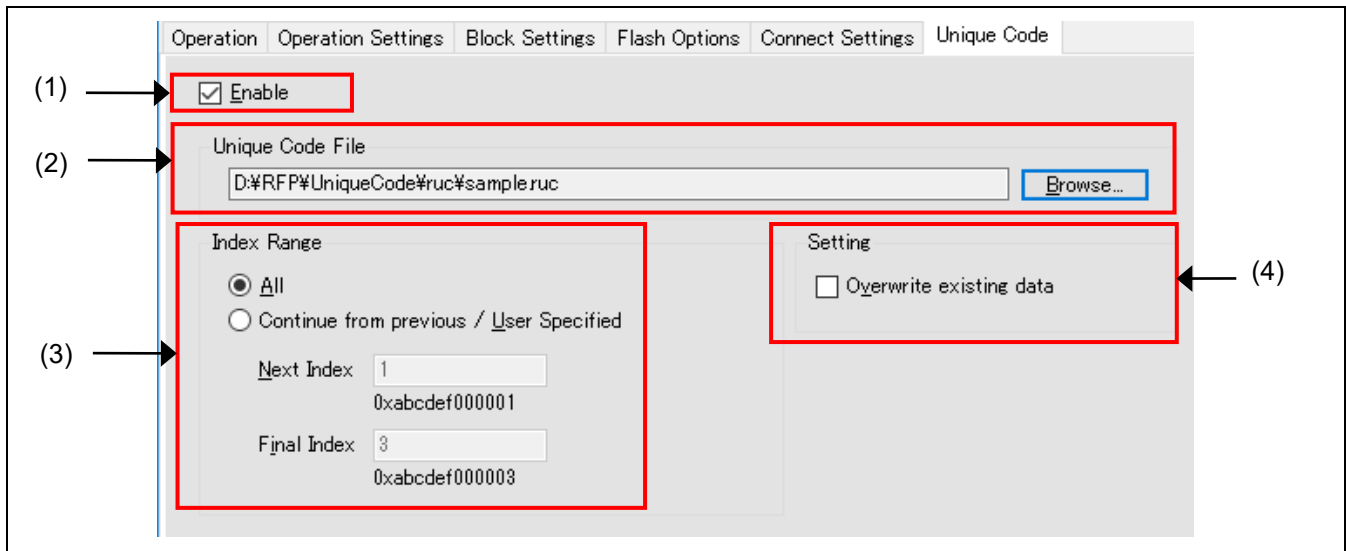 Operation Operation Settings Block Settings Flash Options Connect Settings Unique Code
(1) Enable
(2) Unique Code File
D:¥RFP¥UniqueCode¥ruc¥sample.ruc Browse...
Index Range Setting
All Overwrite existing data (4)
Continue from previous / User Specified
(3) Next Index 1
0xabcdef000001
Final Index 3
0xabcdef000003